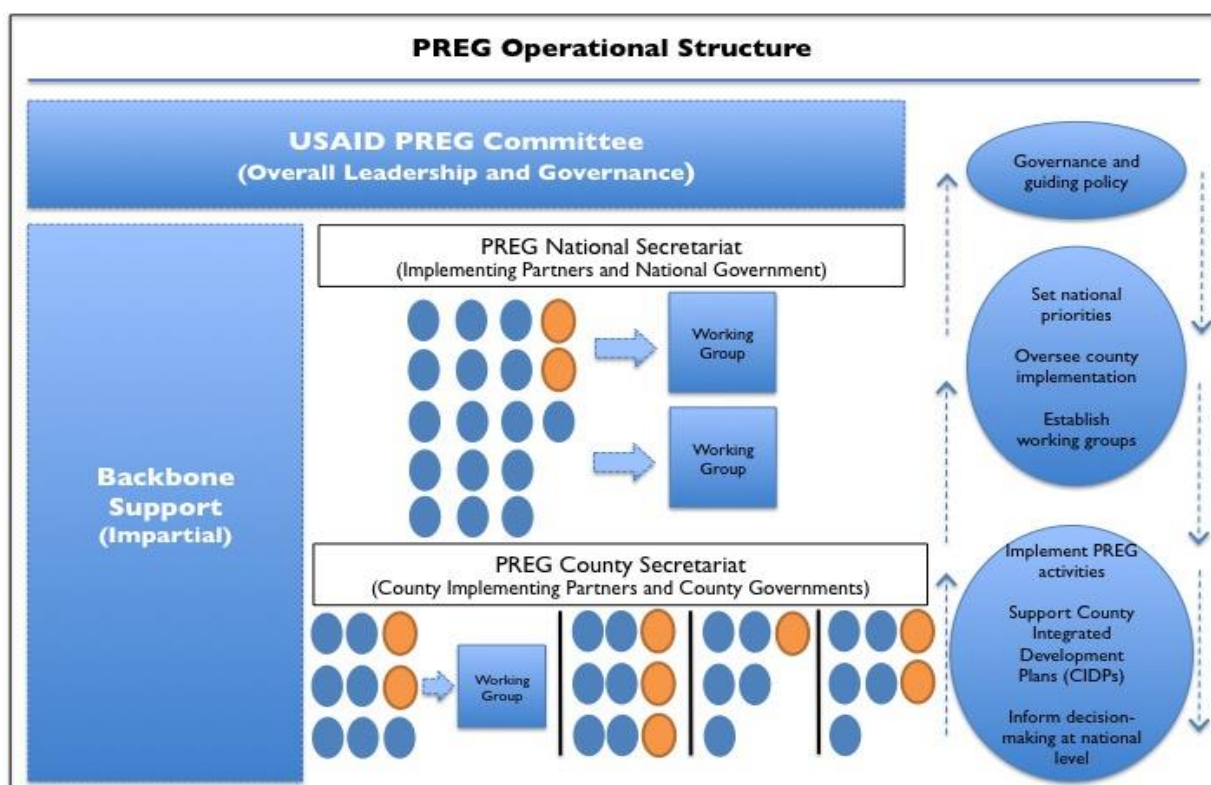 PREG Operational Structure
USAID PREG Committee
(Overall Leadership and Governance)
Governance and
guiding policy
Backbone
Support
(Impartial)
PREG National Secretariat
(Implementing Partners and National Government)
Working
Group
Working
Group
Set national
priorities
Oversee county
implementation
Establish
working groups
PREG County Secretariat
(County Implementing Partners and County Governments)
Working
Group
Implement PREG
activities
Support County
Integrated
Development
Plans (CIDPs)
Inform decision-
making at national
level